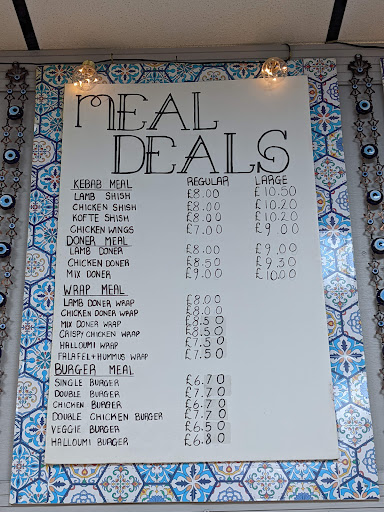 MEAL
DEALS
KEBAB MEAL REGULAR LARGE
LAMB SHISH £8.00 £10.50
CHICKEN SHISH £8.00 £10.20
KOFTE SHISH £8.00 £10.20
CHICKEN WINGS £7.00 £9.00
DONER MEAL
LAMB DONER £8.00 £9.00
CHICKEN DONER £8.50 £9.30
MIX DONER £9.00 £10.00
WRAP MEAL
LAMB DONER WRAP £8.00
CHICKEN DONER WRAP £8.00
MIX DONER WRAP £8.50
CRISPY CHICKEN WRAP £8.50
HALLOUMI WRAP £7.50
FALAFEL+HUMMUS WRAP £7.50
BURGER MEAL
SINGLE BURGER £6.70
DOUBLE BURGER £7.70
CHICKEN BURGER £6.70
DOUBLE CHICKEN BURGER £7.70
VEGGIE BURGER £6.50
HALLOUMI BURGER £6.80